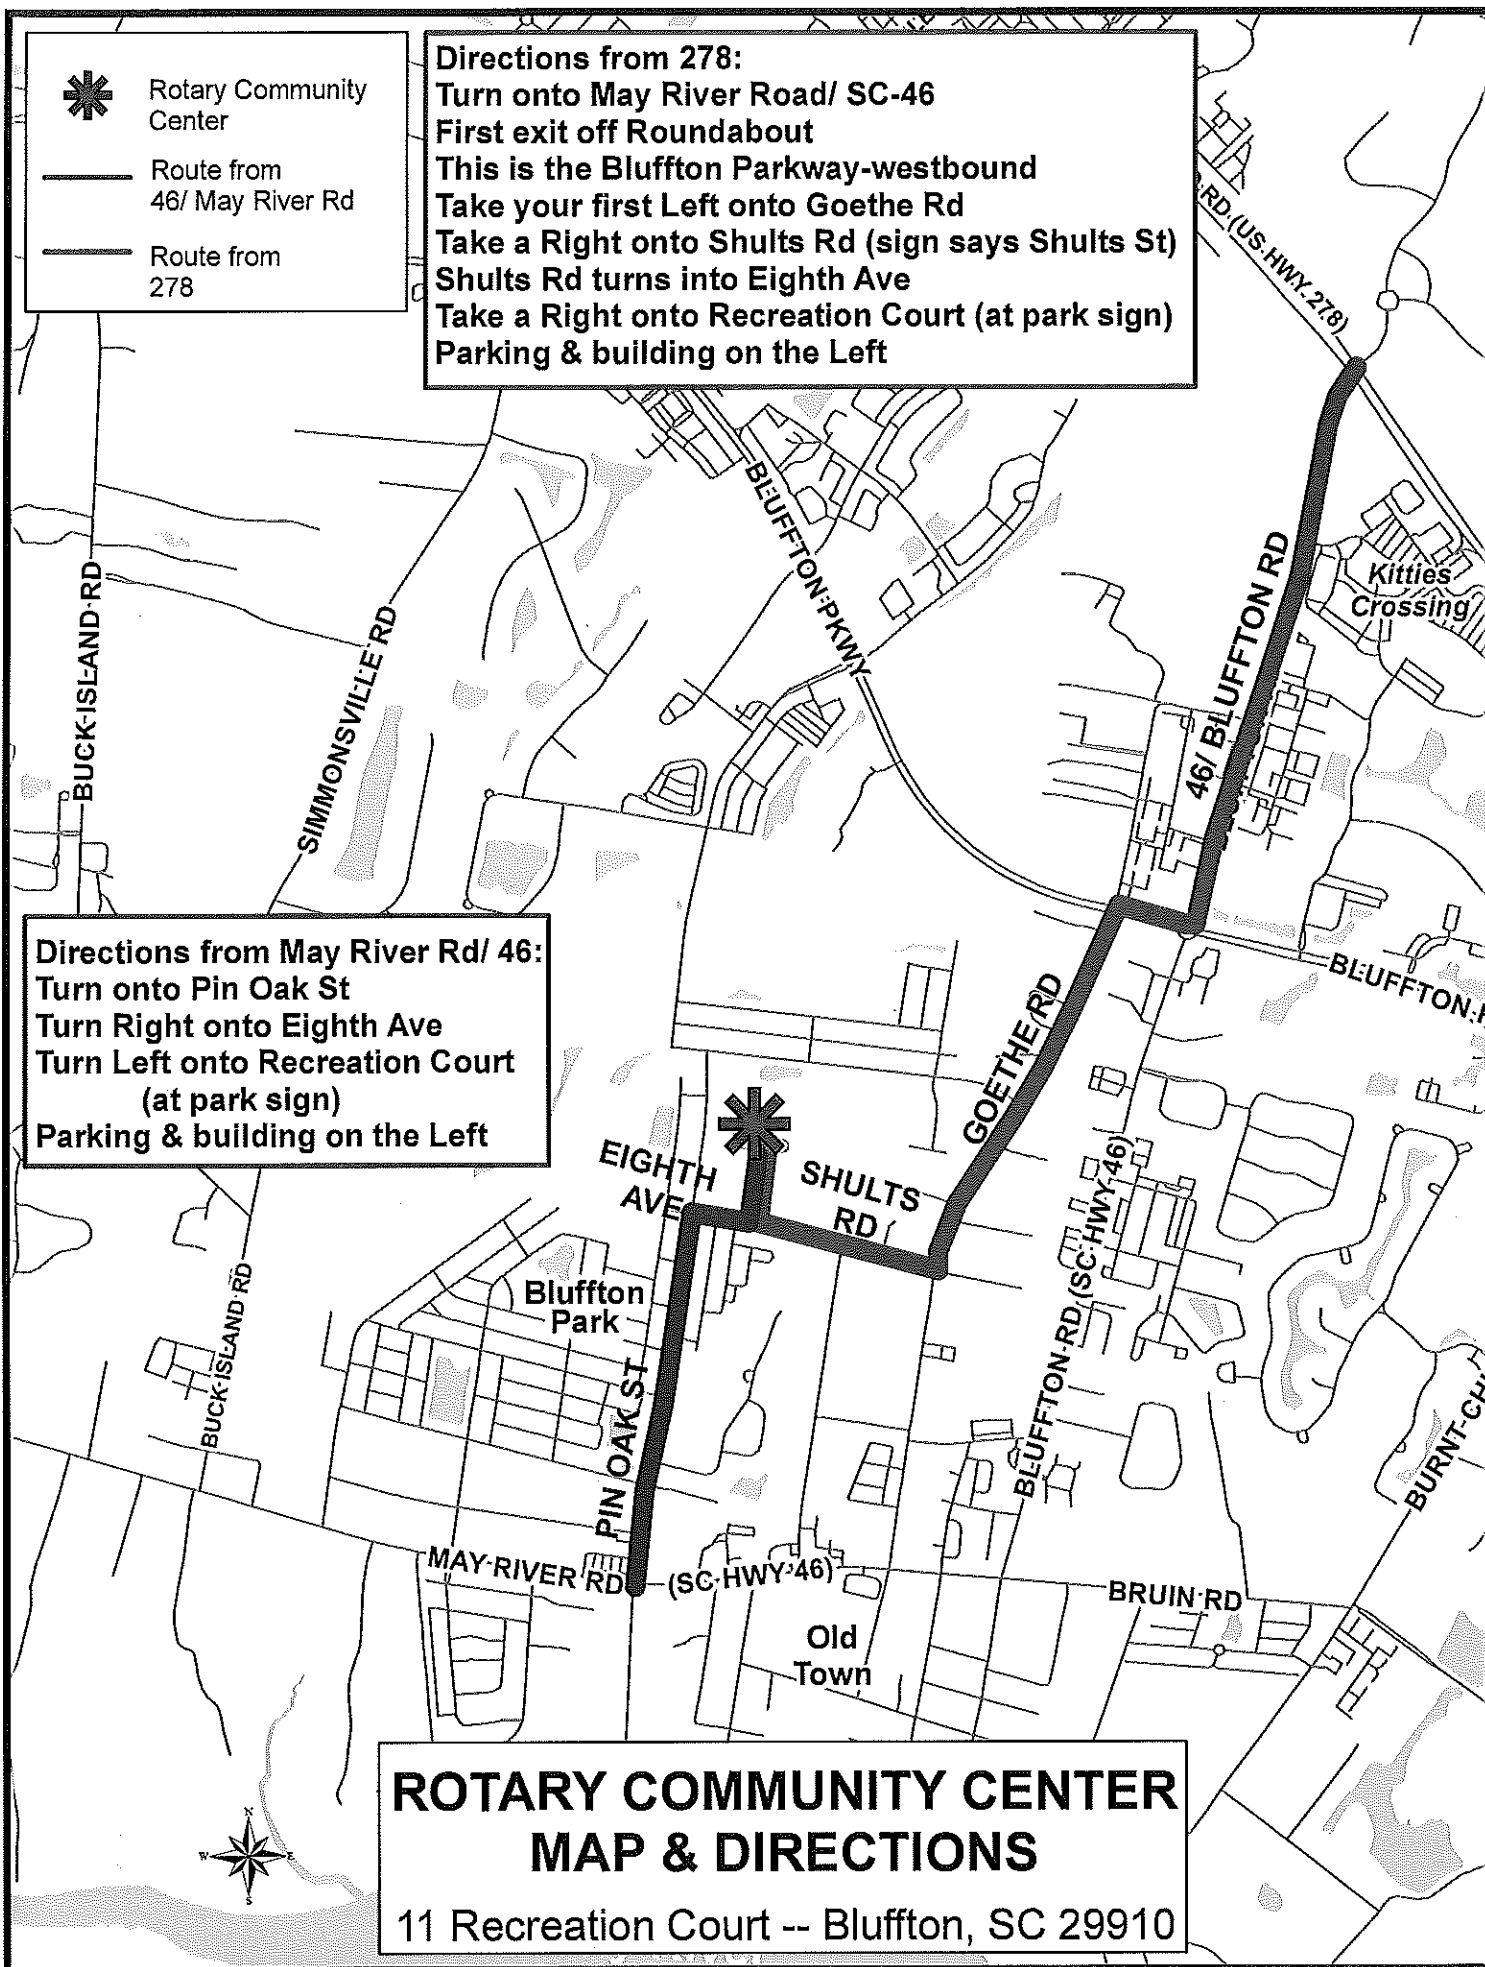 Rotary Community
Center
Route from
46/ May River Rd
Route from
278
Directions from 278:
Turn onto May River Road/ SC-46
First exit off Roundabout
This is the Bluffton Parkway-westbound
Take your first Left onto Goethe Rd
Take a Right onto Shults Rd (sign says Shults St)
Shults Rd turns into Eighth Ave
Take a Right onto Recreation Court (at park sign)
Parking & building on the Left
RD (US HWY 278)
BLUFFTON PKWY
46/ BLUFFTON RD
Kitties
Crossing
BUCK ISLAND RD
SIMMONSVILLE RD
Directions from May River Rd/ 46:
Turn onto Pin Oak St
Turn Right onto Eighth Ave
Turn Left onto Recreation Court
(at park sign)
Parking & building on the Left
BLUFFTON
GOETHE RD
EIGHTH
AVE
SHULTS
RD
BLUFFTON RD (SC HWY 46)
Bluffton
Park
BUCK ISLAND RD
PIN OAK ST
BURNT
MAY RIVER RD
(SC HWY 46)
BRUIN RD
Old
Town
N
W
E
S
ROTARY COMMUNITY CENTER
MAP & DIRECTIONS
11 Recreation Court -- Bluffton, SC 29910